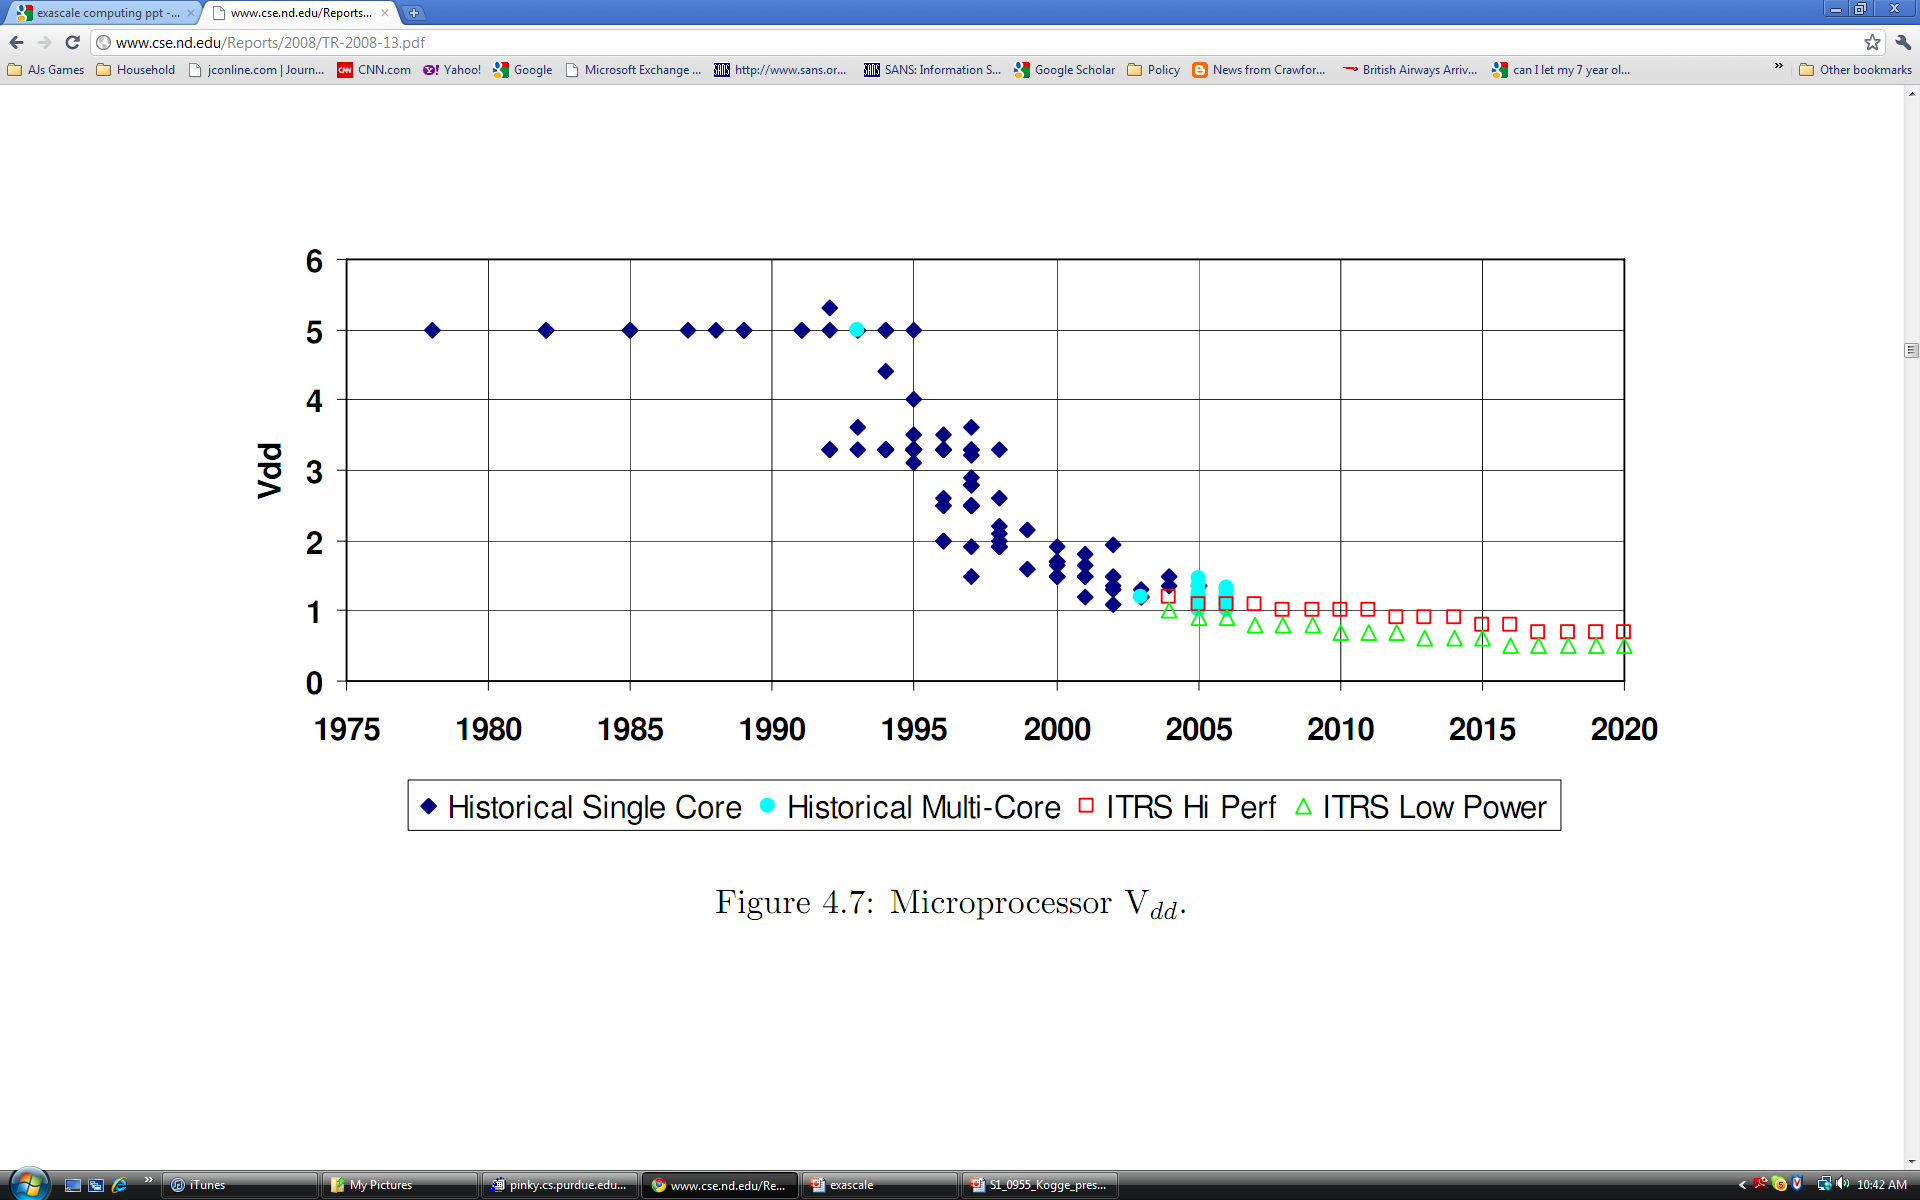 exascale computing ppt -...
www.cse.nd.edu/Reports...
www.cse.nd.edu/Reports/2008/TR-2008-13.pdf
AJs Games Household jconline.com | Journ... CNN.com Yahoo! Google Microsoft Exchange ... http://www.sans.or... SANS: Information S... Google Scholar Policy News from Crawfor... British Airways Arriv... can I let my 7 year ol... » Other bookmarks
6
5
4
3
2
1
0
Vdd
1975 1980 1985 1990 1995 2000 2005 2010 2015 2020
Historical Single Core Historical Multi-Core ITRS Hi Perf ITRS Low Power
Figure 4.7: Microprocessor Vdd.
» iTunes My Pictures pinky.cs.purdue.edu... www.cse.nd.edu/Re... exascale S1_0955_Kogge_pres... < 10:42 AM